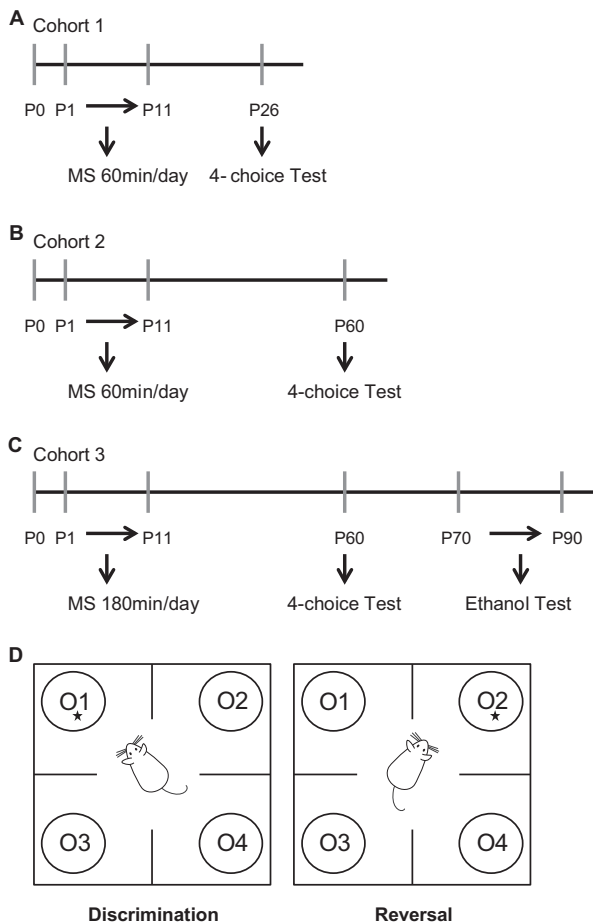 A
Cohort 1
P0 P1 P11 P26
MS 60min/day 4- choice Test
B
Cohort 2
P0 P1 P11 P60
MS 60min/day 4-choice Test
C
Cohort 3
P0 P1 P11 P60 P70 P90
MS 180min/day 4-choice Test Ethanol Test
D
O1 O2 O1 O2
O3 O4 O3 O4
Discrimination Reversal